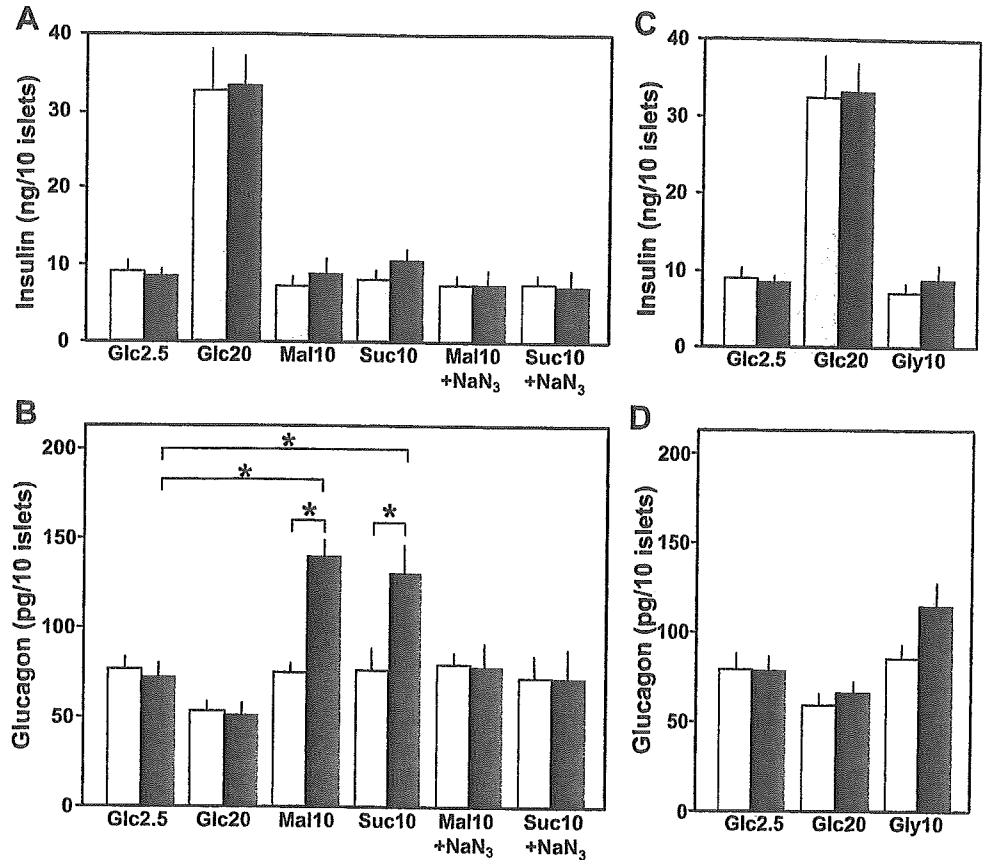 A
Insulin (ng/10 islets)
40
30
20
10
0
Glc2.5 Glc20 Mal10 Suc10 Mal10 Suc10
+NaN₃ +NaN₃
C
Insulin (ng/10 islets)
40
30
20
10
0
Glc2.5 Glc20 Gly10
B
Glucagon (pg/10 islets)
200
150
100
50
0
*
*
* *
Glc2.5 Glc20 Mal10 Suc10 Mal10 Suc10
+NaN₃ +NaN₃
D
Glucagon (pg/10 islets)
200
150
100
50
0
Glc2.5 Glc20 Gly10